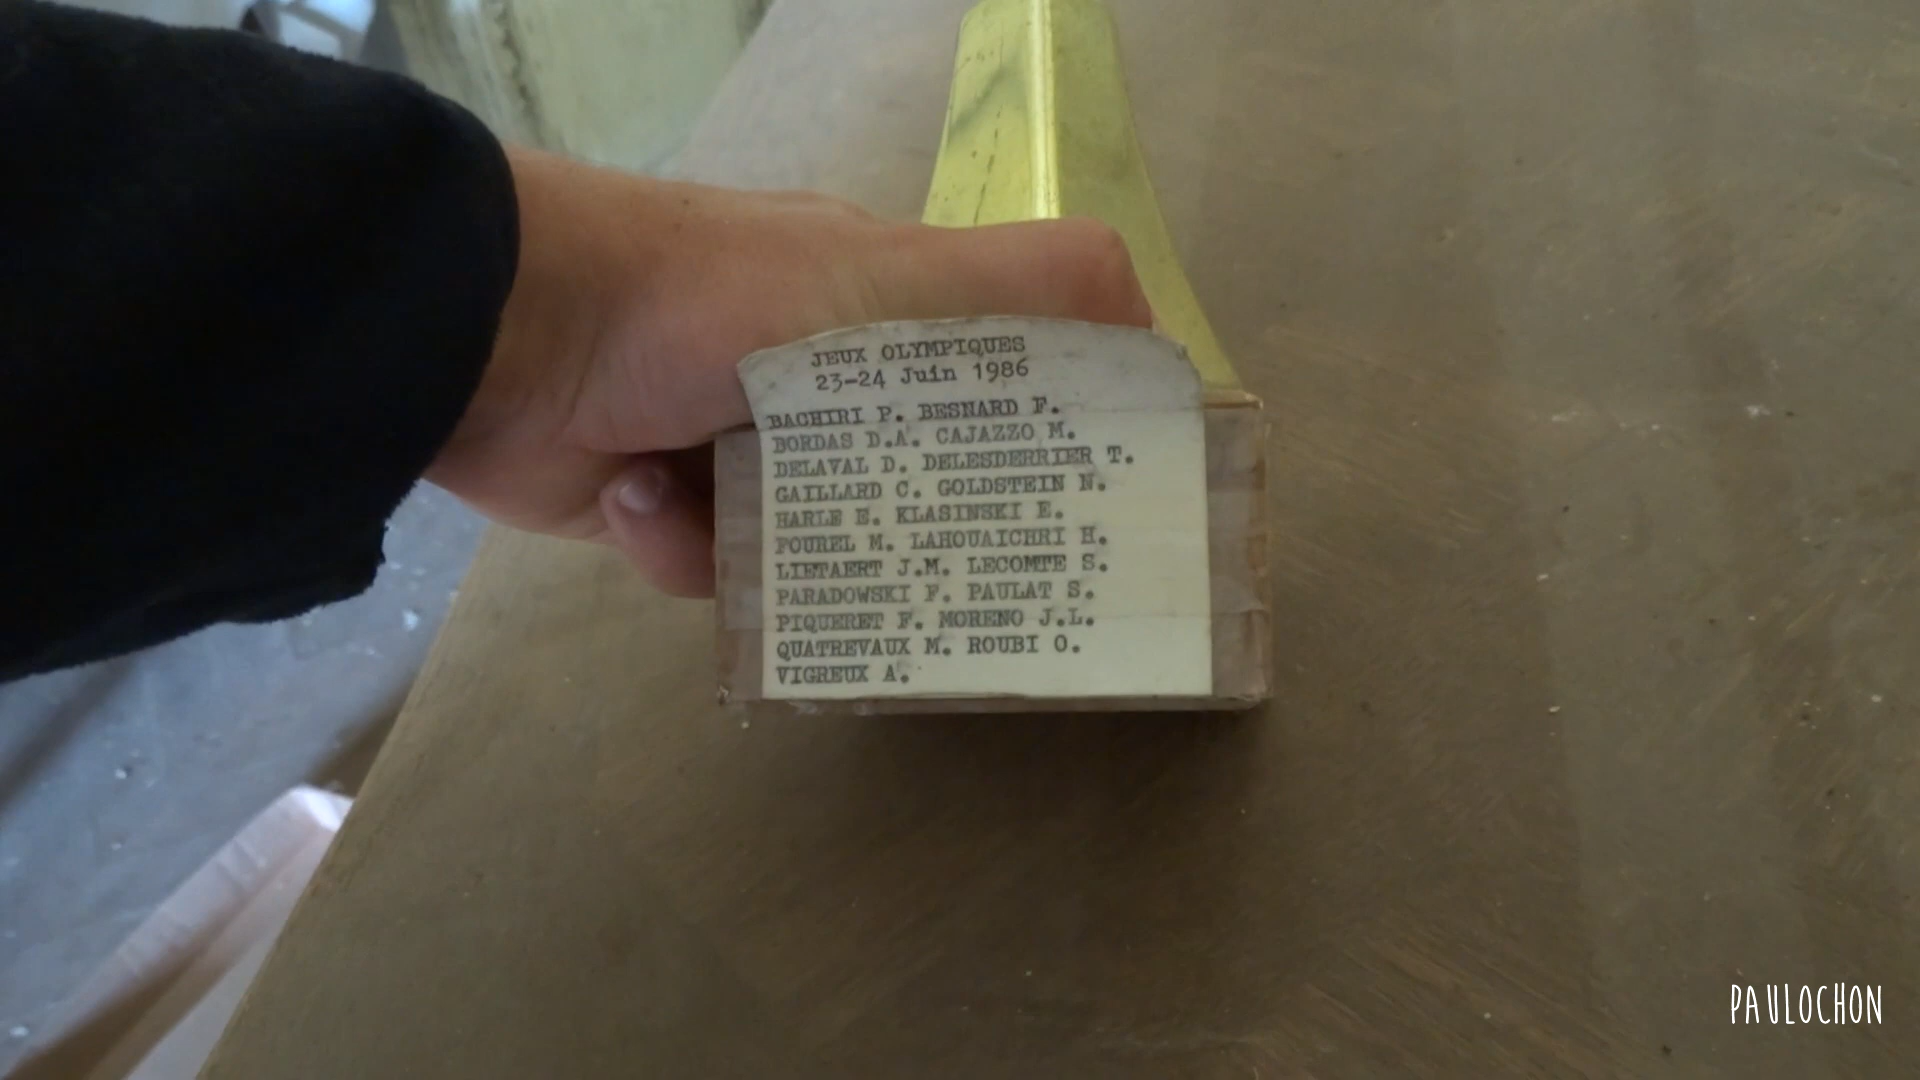 JEUX OLYMPIQUES
23-24 Juin 1986
BACHIRI P. BESNARD F.
BORDAS D.A. CAJAZZO M.
DELAVAL D. DELESDERRIER T.
GAILLARD C. GOLDSTEIN N.
HARLE E. KLASINSKI E.
FOUREL M. LAHOUAICHRI H.
LIETAERT J.M. LECOMTE S.
PARADOWSKI F. PAULAT S.
PIQUERET F. MORENO J.L.
QUATREVAUX M. ROUBI O.
VIGREUX A.
PAULOCHON